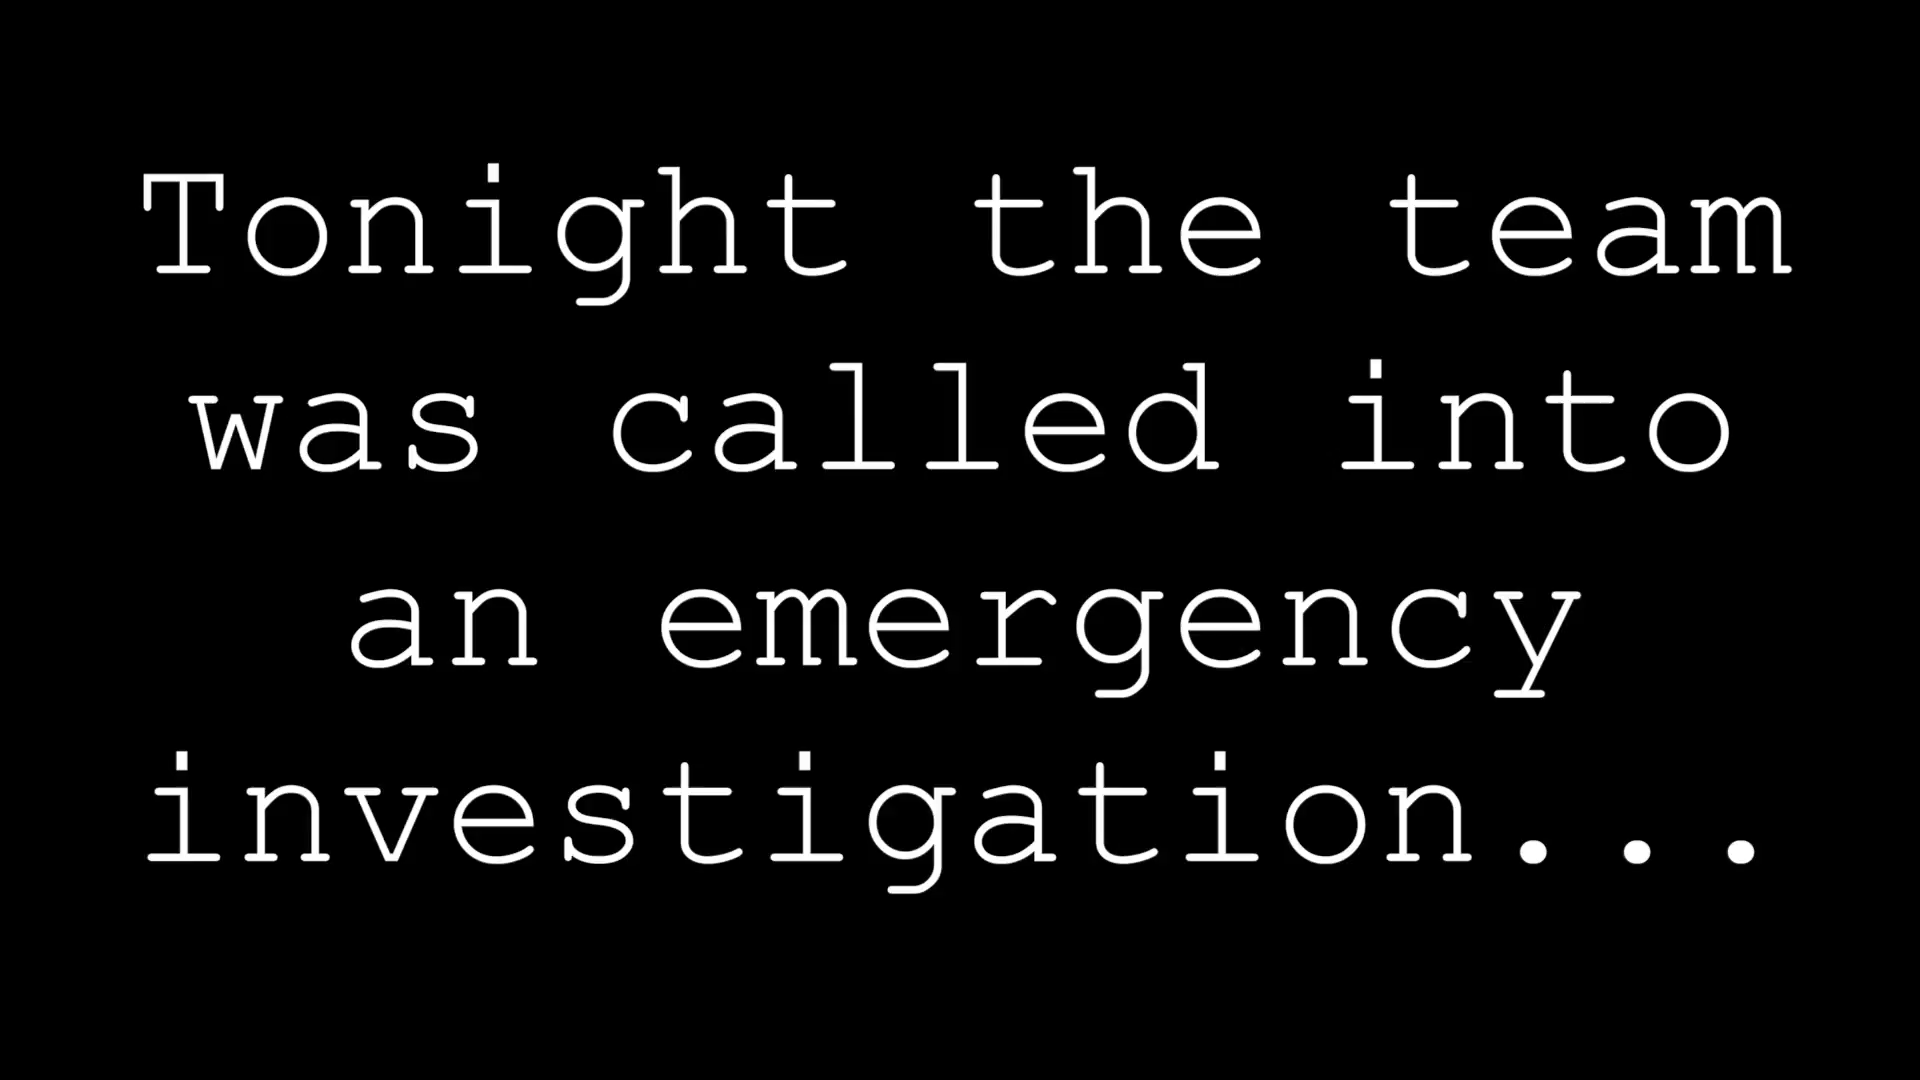 Tonight the team
was called into
an emergency
investigation...